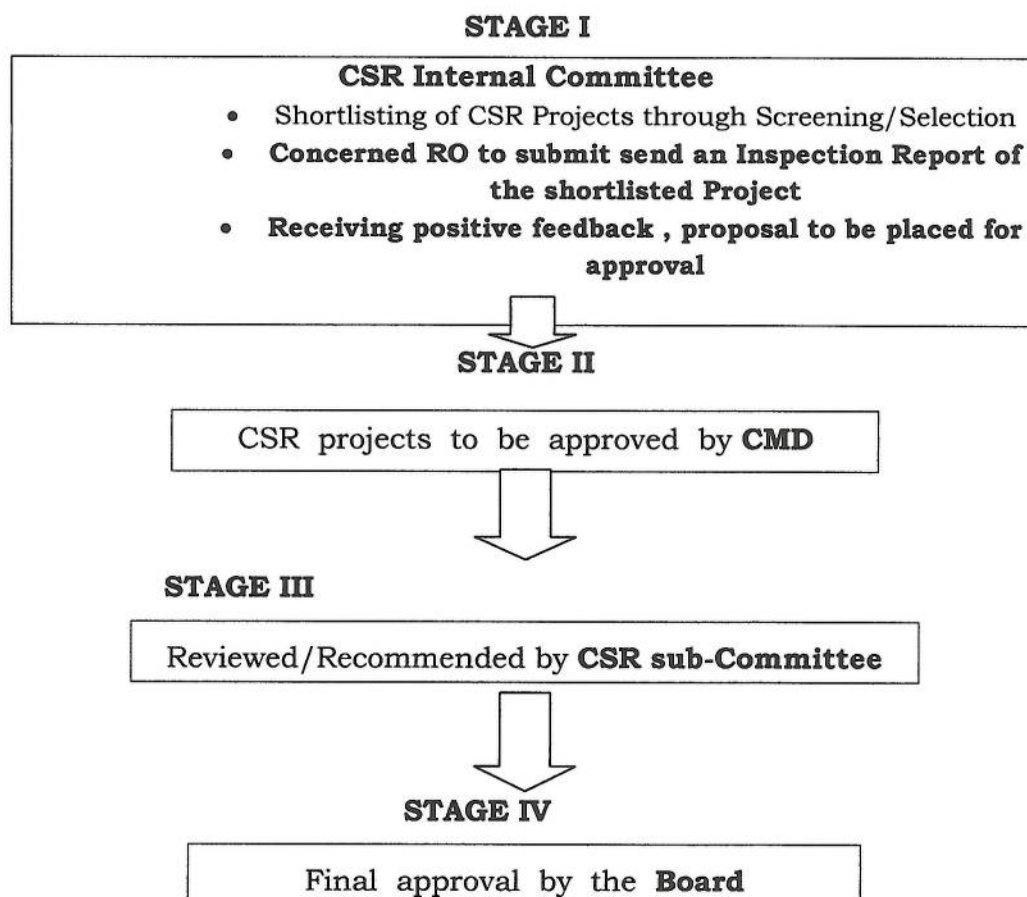 STAGE I
CSR Internal Committee
• Shortlisting of CSR Projects through Screening/Selection
• Concerned RO to submit send an Inspection Report of
the shortlisted Project
• Receiving positive feedback , proposal to be placed for
approval
STAGE II
CSR projects to be approved by CMD
STAGE III
Reviewed/Recommended by CSR sub-Committee
STAGE IV
Final approval by the Board